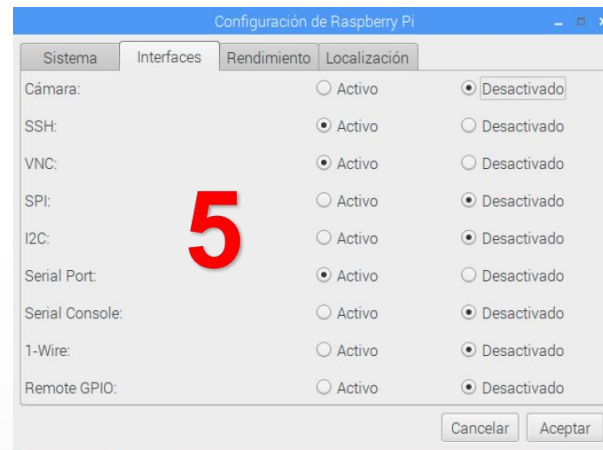 Configuración de Raspberry Pi
Sistema Interfaces Rendimiento Localización
Cámara: Activo Desactivado
SSH: Activo Desactivado
VNC: Activo Desactivado
SPI: Activo Desactivado
5
I2C: Activo Desactivado
Serial Port: Activo Desactivado
Serial Console: Activo Desactivado
1-Wire: Activo Desactivado
Remote GPIO: Activo Desactivado
Cancelar Aceptar